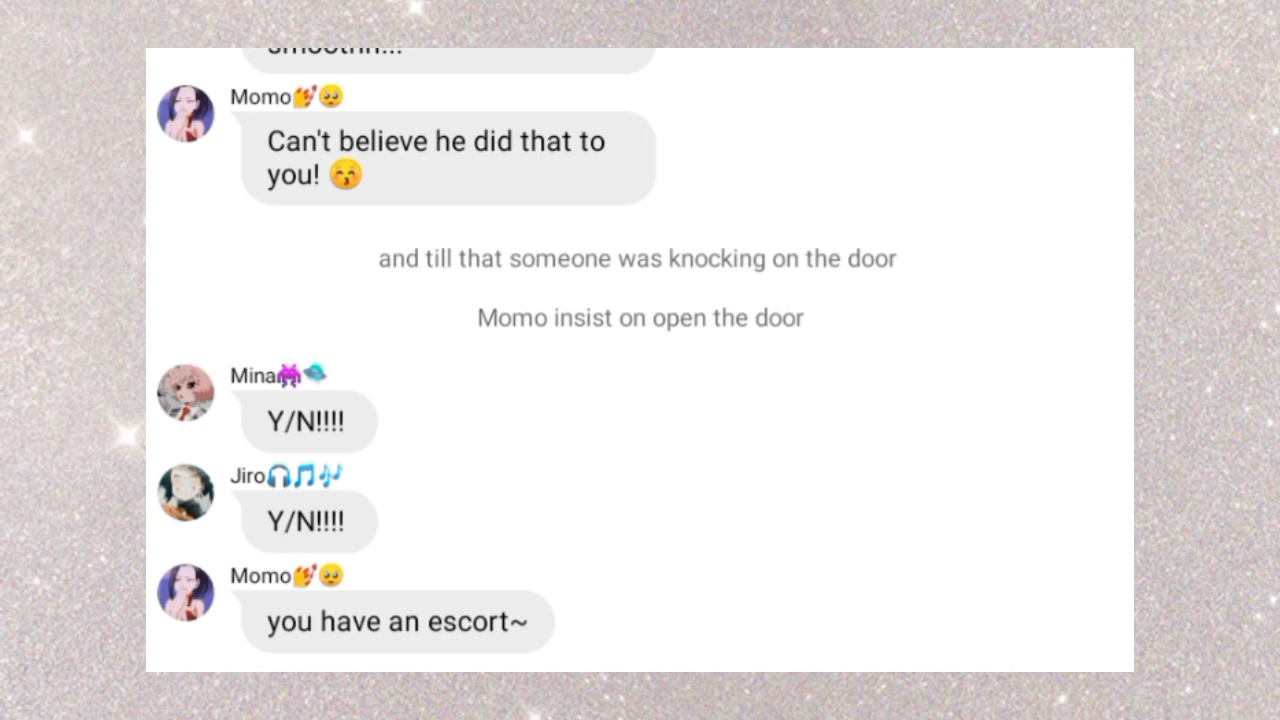 smoothh...
Momo💅🥺
Can't believe he did that to
you! 😚
and till that someone was knocking on the door
Momo insist on open the door
Mina👾🛸
Y/N!!!!
Jiro🎧🎵🎶
Y/N!!!!
Momo💅🥺
you have an escort~